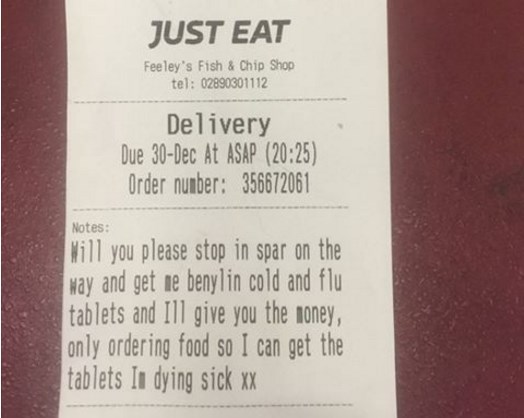 JUST EAT
Feeley's Fish & Chip Shop
tel: 02890301112
Delivery
Due 30-Dec At ASAP (20:25)
Order number: 356672061
Notes:
Will you please stop in spar on the
way and get me benylin cold and flu
tablets and Ill give you the money,
only ordering food so I can get the
tablets Im dying sick xx